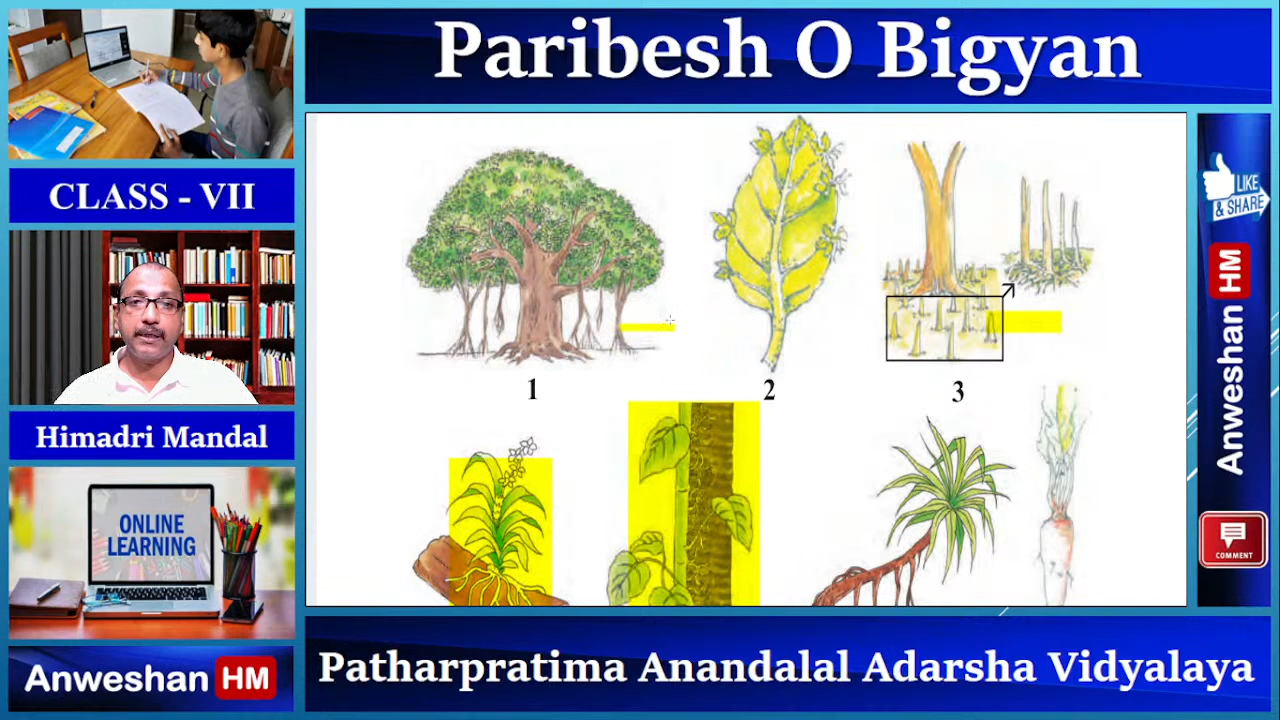 Paribesh O Bigyan
CLASS - VII
1
2
3
LIKE
& SHARE
Anweshan HM
COMMENT
Himadri Mandal
ONLINE
LEARNING
Anweshan HM
Patharpratima Anandalal Adarsha Vidyalaya